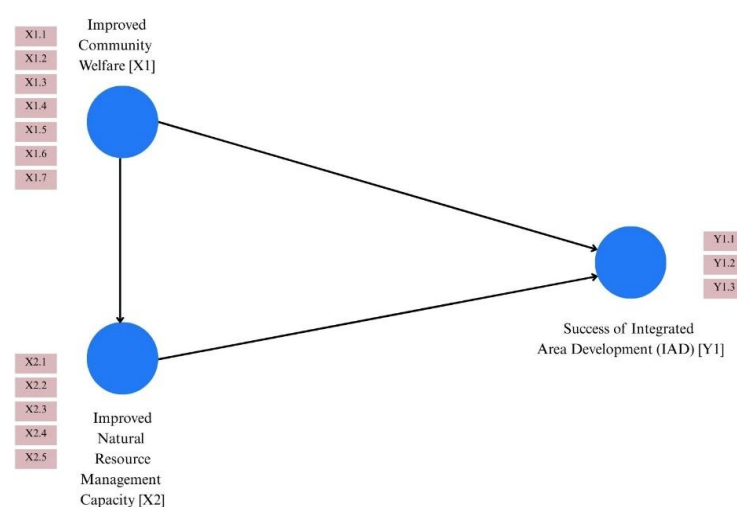 Improved
Community
Welfare [X1]
X1.1
X1.2
X1.3
X1.4
X1.5
X1.6
X1.7
Y1.1
Y1.2
Y1.3
Success of Integrated
Area Development (IAD) [Y1]
X2.1
X2.2
X2.3
X2.4
X2.5
Improved
Natural
Resource
Management
Capacity [X2]